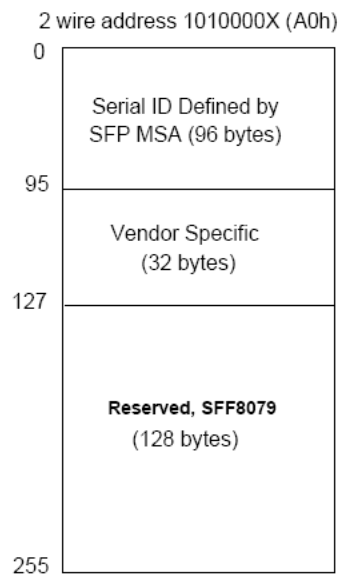 2 wire address 1010000X (A0h)
0
Serial ID Defined by
SFP MSA (96 bytes)
95
Vendor Specific
(32 bytes)
127
Reserved, SFF8079
(128 bytes)
255